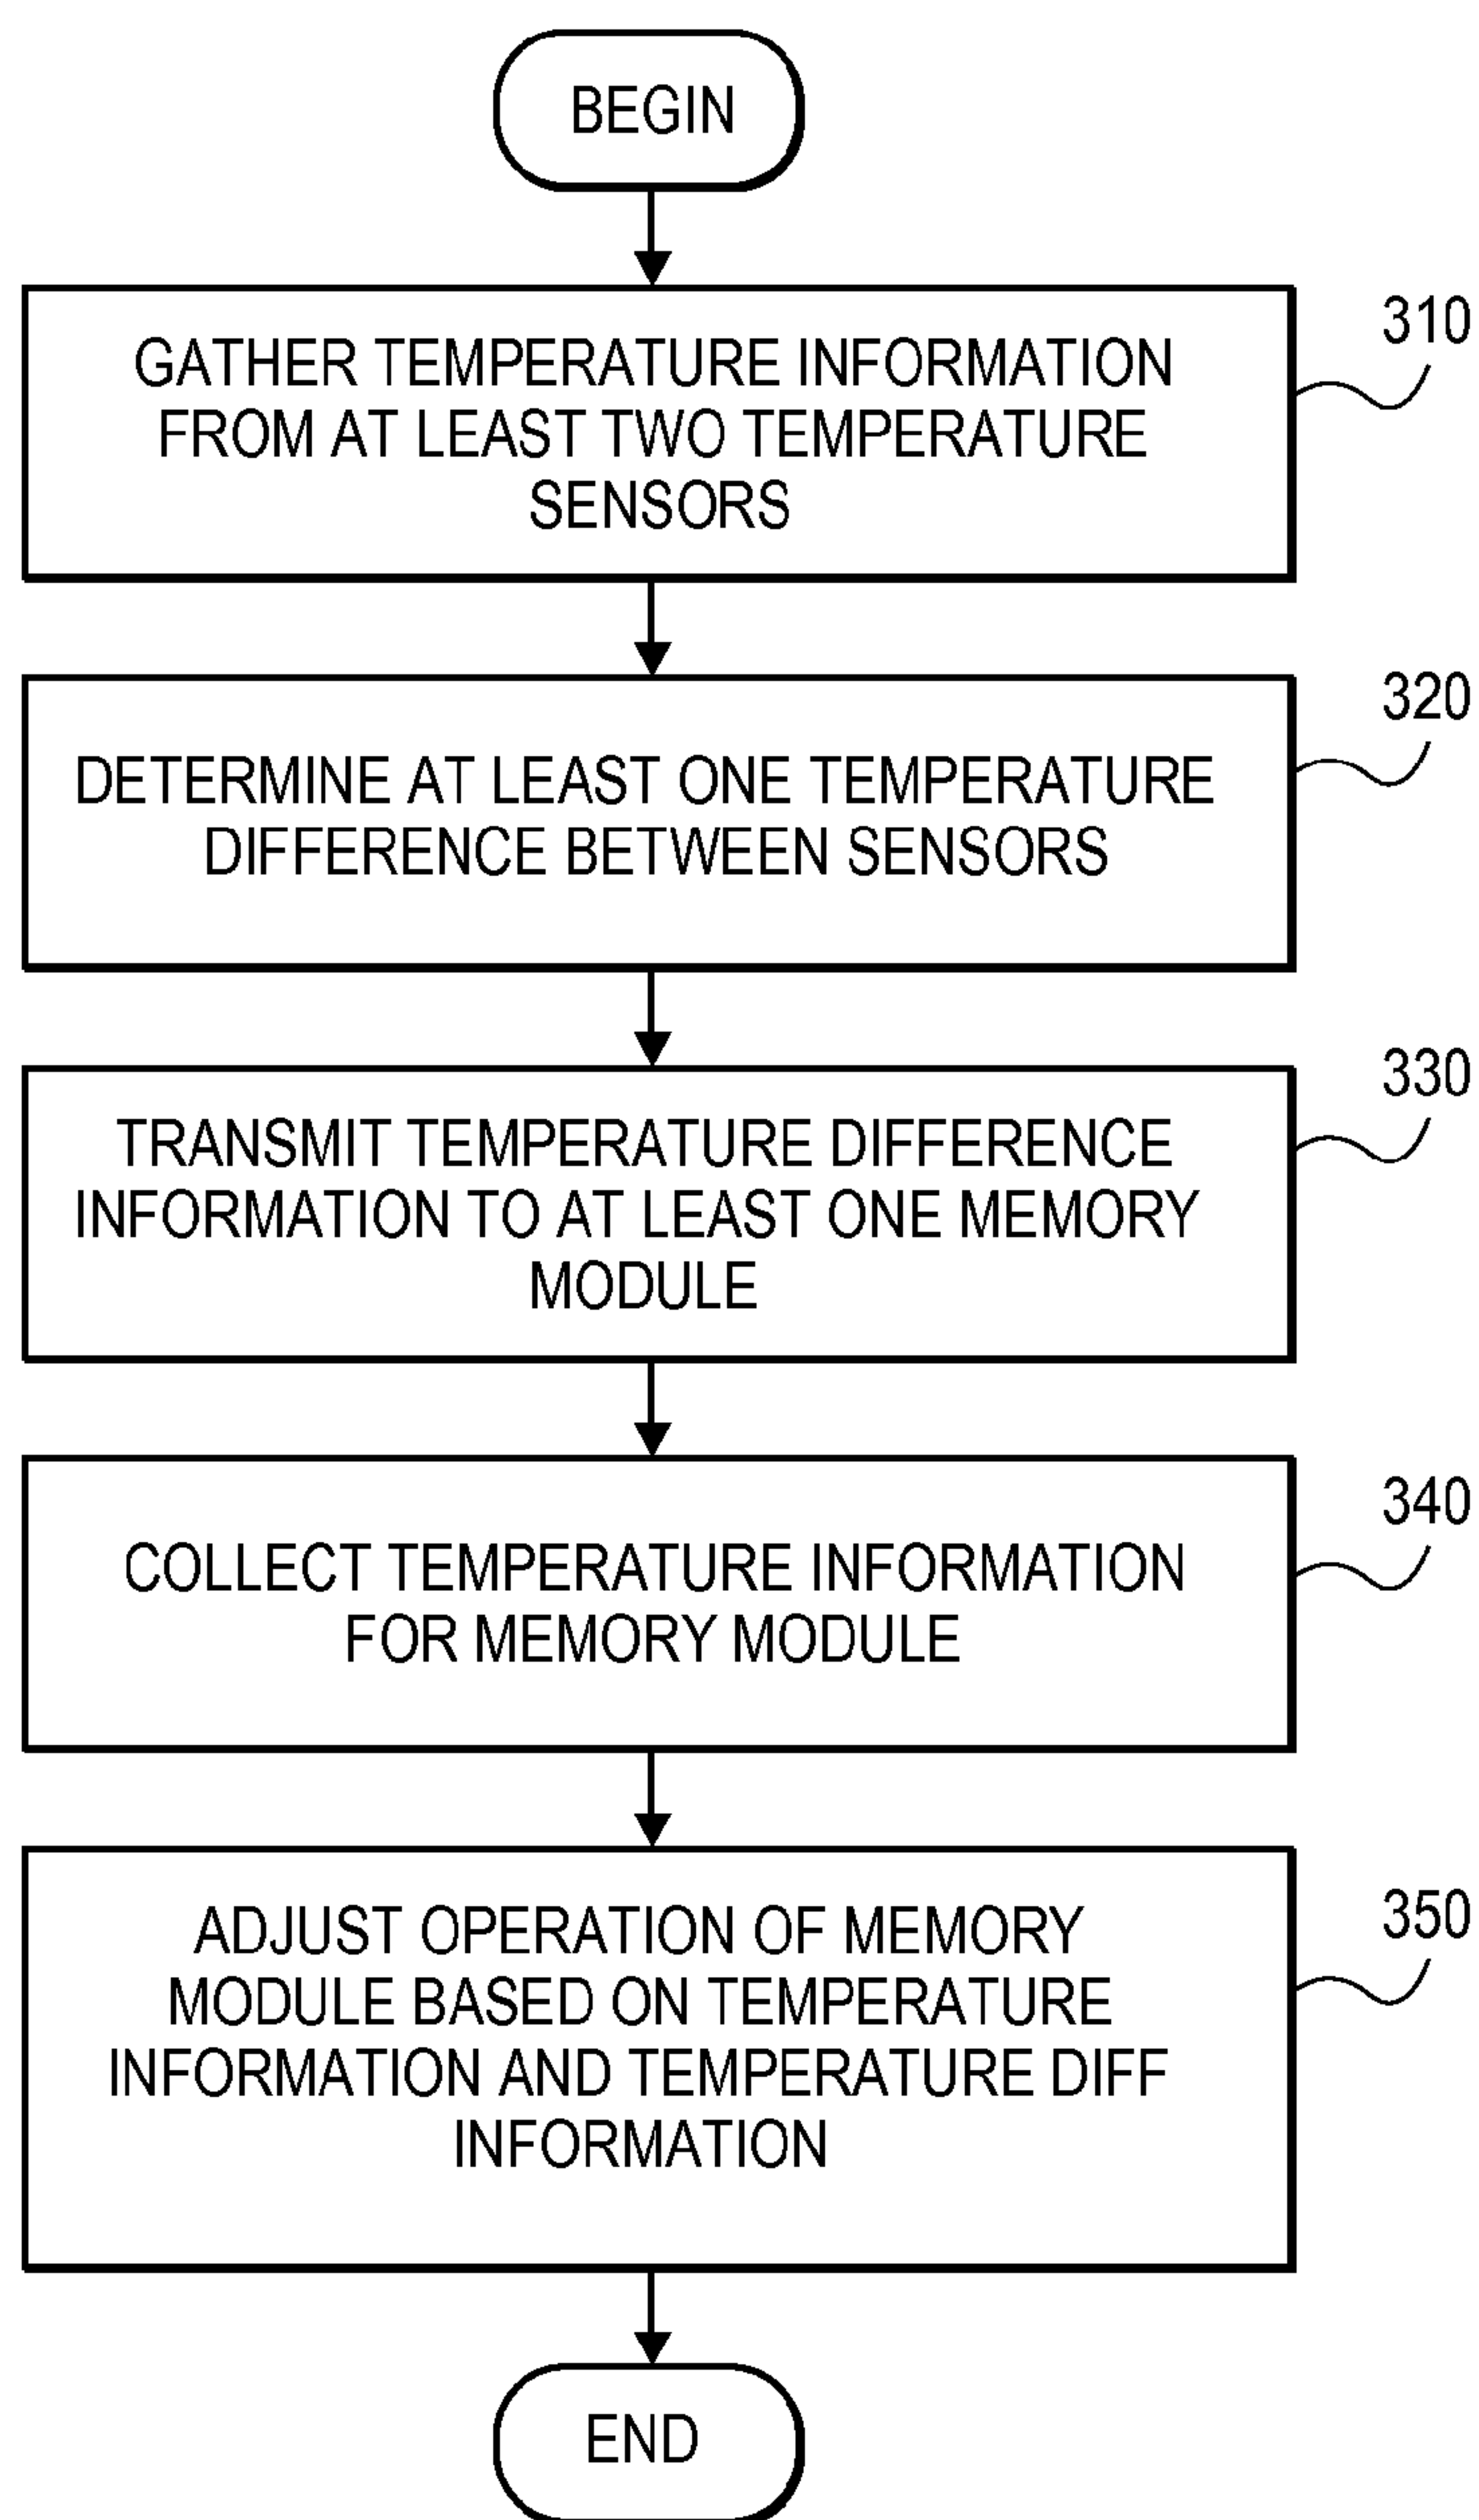 BEGIN
GATHER TEMPERATURE INFORMATION
FROM AT LEAST TWO TEMPERATURE
SENSORS
310
DETERMINE AT LEAST ONE TEMPERATURE
DIFFERENCE BETWEEN SENSORS
320
TRANSMIT TEMPERATURE DIFFERENCE
INFORMATION TO AT LEAST ONE MEMORY
MODULE
330
COLLECT TEMPERATURE INFORMATION
FOR MEMORY MODULE
340
ADJUST OPERATION OF MEMORY
MODULE BASED ON TEMPERATURE
INFORMATION AND TEMPERATURE DIFF
INFORMATION
350
END